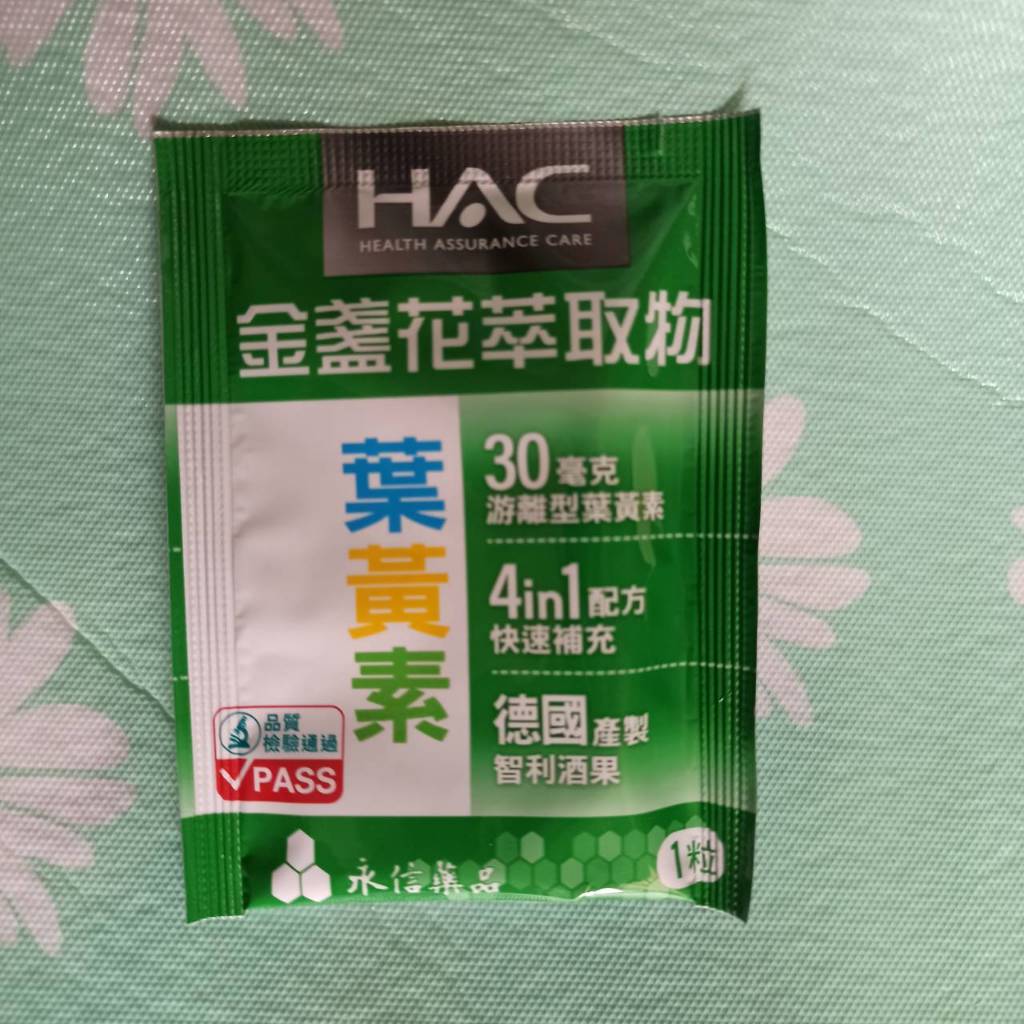 HAC
HEALTH ASSURANCE CARE
金盞花萃取物
葉黃素
30毫克
游離型葉黃素
4in1配方
快速補充
德國產製
智利酒果
品質
檢驗通過
PASS
永信藥品
1粒